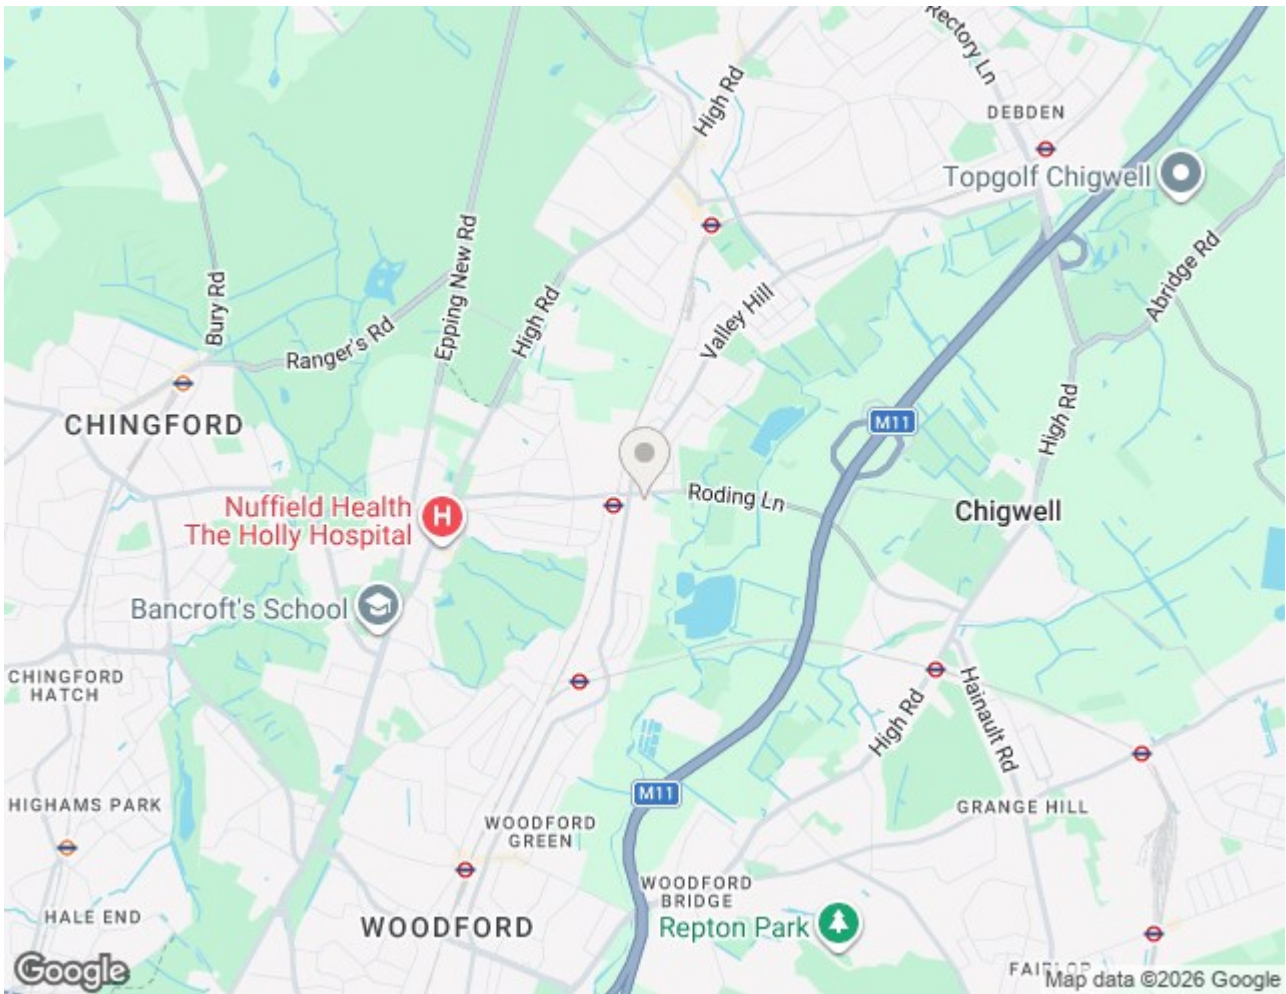 Rectory Ln
High Rd
DEBDEN
Topgolf Chigwell
Epping New Rd
Abridge Rd
Bury Rd
High Rd
Valley Hill
Ranger's Rd
CHINGFORD
M11
High Rd
Nuffield Health
The Holly Hospital
H
Roding Ln
Chigwell
Bancroft's School
CHINGFORD
HATCH
High Rd
Hainault Rd
M11
HIGHAMS PARK
GRANGE HILL
WOODFORD
GREEN
WOODFORD
BRIDGE
HALE END
WOODFORD
Repton Park
FAIRLOP
Google
Map data ©2026 Google